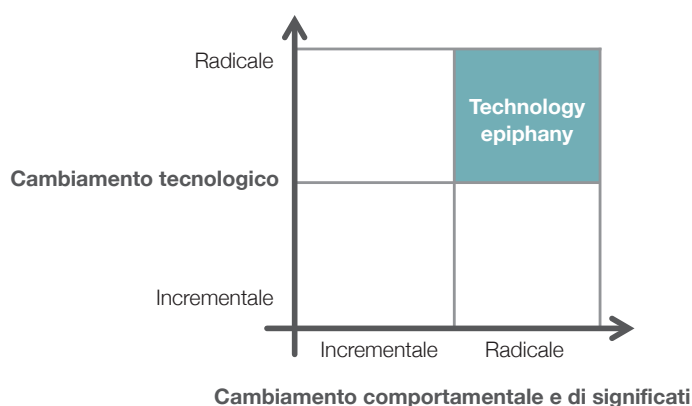 Radicale
Technology
epiphany
Cambiamento tecnologico
Incrementale
Incrementale
Radicale
Cambiamento comportamentale e di significati